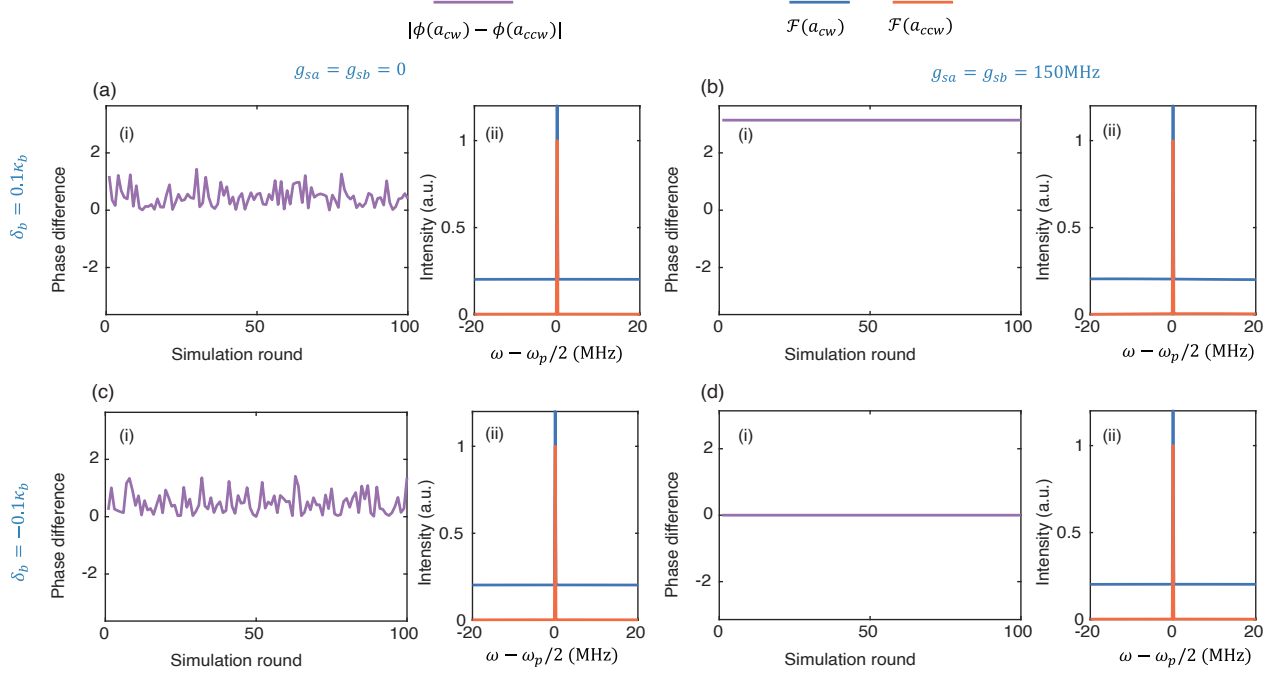 |ϕ(a_cw) − ϕ(a_ccw)|
ℱ(a_cw) ℱ(a_ccw)
g_sa = g_sb = 0
g_sa = g_sb = 150MHz
δ_b = 0.1κ_b
(a)
(i)
Phase difference
2
0
-2
0 50 100
Simulation round
(ii)
Intensity (a.u.)
1
0.5
0
-20 0 20
ω − ω_p/2 (MHz)
(b)
(i)
Phase difference
2
0
-2
0 50 100
Simulation round
(ii)
Intensity (a.u.)
1
0.5
0
-20 0 20
ω − ω_p/2 (MHz)
δ_b = −0.1κ_b
(c)
(i)
Phase difference
2
0
-2
0 50 100
Simulation round
(ii)
Intensity (a.u.)
1
0.5
0
-20 0 20
ω − ω_p/2 (MHz)
(d)
(i)
Phase difference
2
0
-2
0 50 100
Simulation round
(ii)
Intensity (a.u.)
1
0.5
0
-20 0 20
ω − ω_p/2 (MHz)